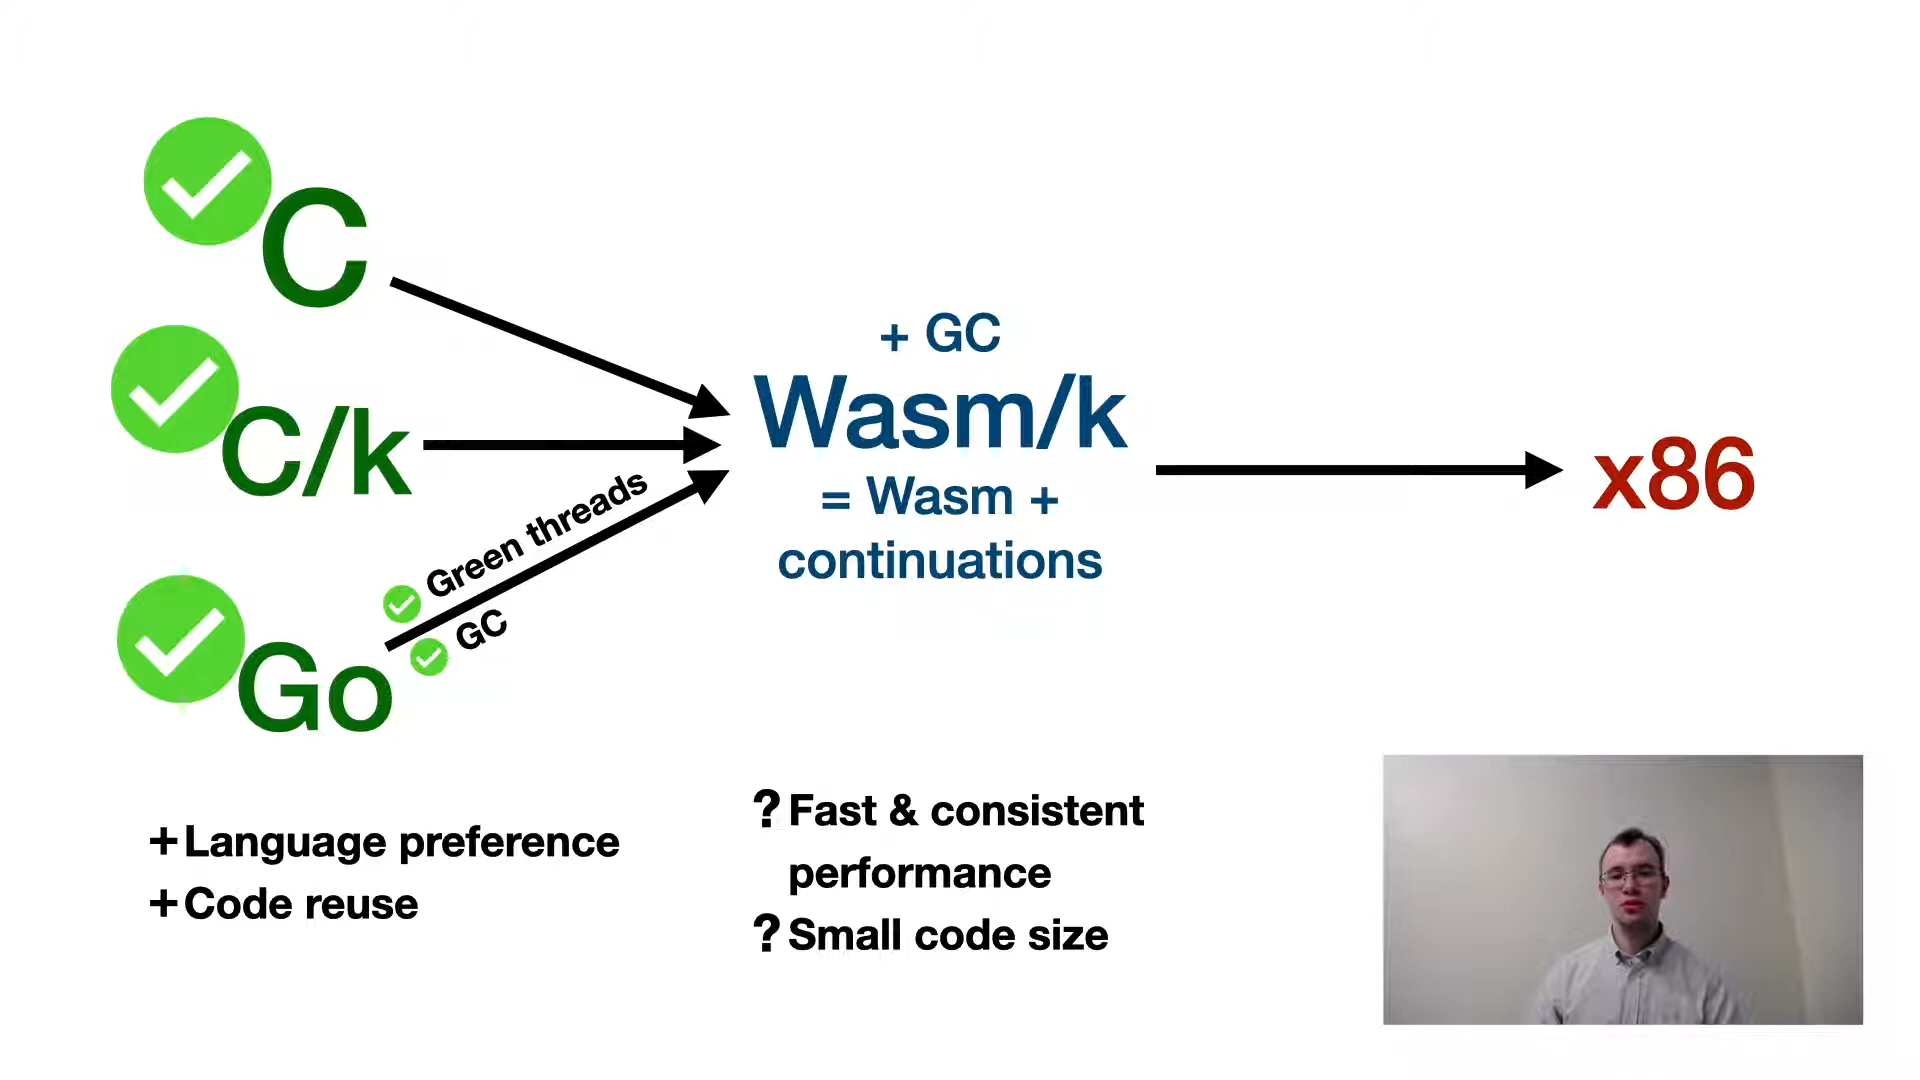 C
C/k
Green threads
GC
Go
+ GC
Wasm/k
= Wasm +
continuations
x86
+ Language preference
+ Code reuse
? Fast & consistent
performance
? Small code size